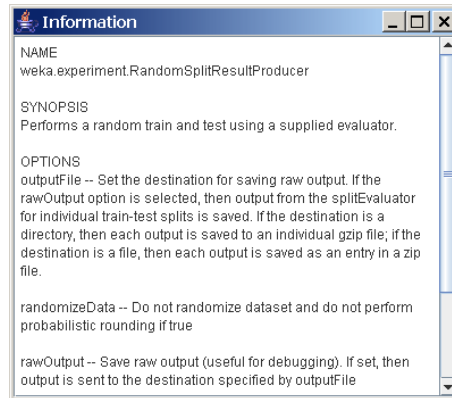 Information
NAME
weka.experiment.RandomSplitResultProducer
SYNOPSIS
Performs a random train and test using a supplied evaluator.
OPTIONS
outputFile -- Set the destination for saving raw output. If the
rawOutput option is selected, then output from the splitEvaluator
for individual train-test splits is saved. If the destination is a
directory, then each output is saved to an individual gzip file; if the
destination is a file, then each output is saved as an entry in a zip
file.
randomizeData -- Do not randomize dataset and do not perform
probabilistic rounding if true
rawOutput -- Save raw output (useful for debugging). If set, then
output is sent to the destination specified by outputFile